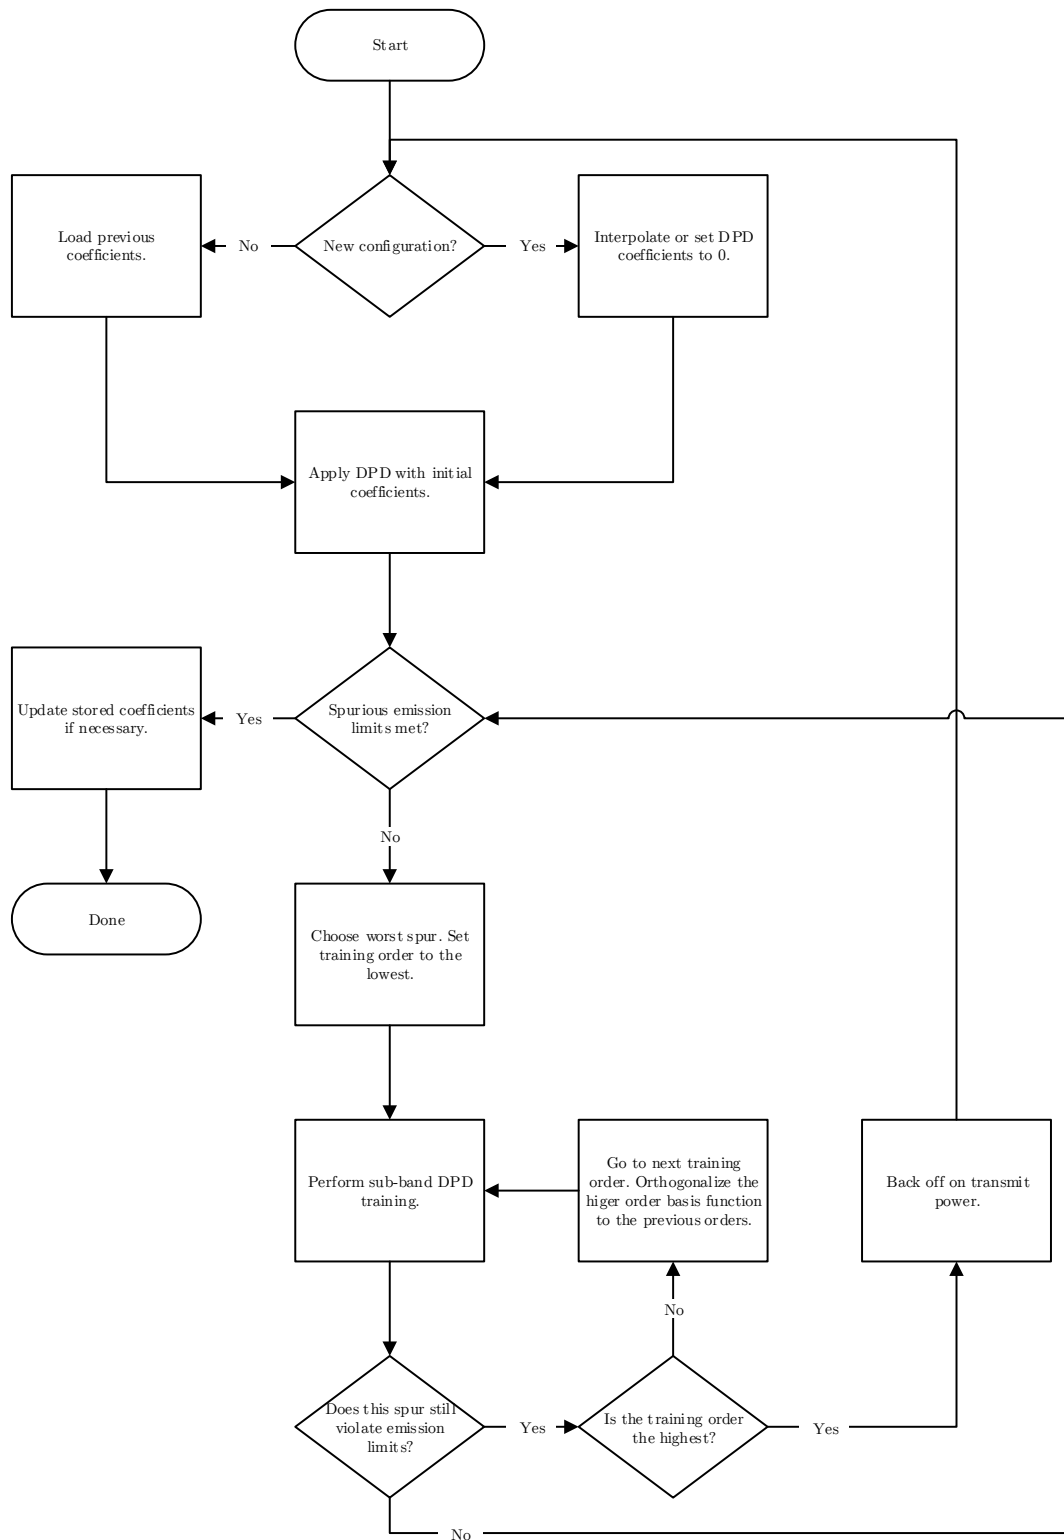 Start
New configuration?
No
Yes
Load previous
coefficients.
Interpolate or set DPD
coefficients to 0.
Apply DPD with initial
coefficients.
Spurious emission
limits met?
Yes
Update stored coefficients
if necessary.
No
Done
Choose worst spur. Set
training order to the
lowest.
Perform sub-band DPD
training.
Go to next training
order. Orthogonalize the
higer order basis function
to the previous orders.
Back off on transmit
power.
No
Does this spur still
violate emission
limits?
Yes
Is the training order
the highest?
Yes
No